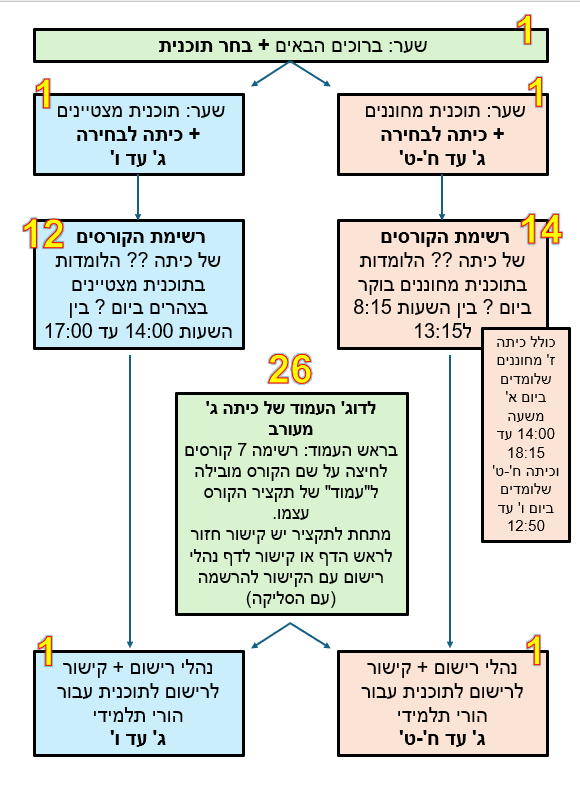 1
שער: ברוכים הבאים + בחר תוכנית
1
שער: תוכנית מחוננים
+ כיתה לבחירה
ג' עד ח'-ט'
1
שער: תוכנית מצטיינים
+ כיתה לבחירה
ג' עד ו'
14
רשימת הקורסים
של כיתה ?? הלומדות
בתוכנית מחוננים בוקר
ביום ? בין השעות 8:15
ל13:15
כולל כיתה
ז' מחוננים
שלומדים
ביום א'
משעה
14:00 עד
18:15
וכיתה ח'-ט'
שלומדים
ביום ו' עד
12:50
12
רשימת הקורסים
של כיתה ?? הלומדות
בתוכנית מצטיינים
בצהרים ביום ? בין
השעות 14:00 עד 17:00
26
לדוג' העמוד של כיתה ג'
מעורב
בראש העמוד: רשימה 7 קורסים
לחיצה על שם הקורס מובילה
ל"עמוד" של תקציר הקורס
עצמו.
מתחת לתקציר יש קישור חזור
לראש הדף או קישור לדף נהלי
רישום עם הקישור להרשמה
(עם הסליקה)
1
נהלי רישום + קישור
לרישום לתוכנית עבור
הורי תלמידי
ג' עד ח'-ט'
1
נהלי רישום + קישור
לרישום לתוכנית עבור
הורי תלמידי
ג' עד ו'